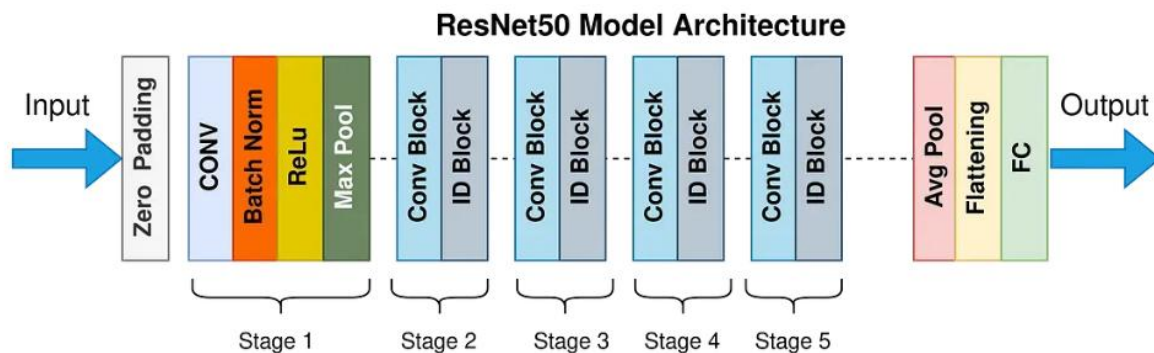 ResNet50 Model Architecture
Input
Zero Padding
CONV
Batch Norm
ReLu
Max Pool
Conv Block
ID Block
Conv Block
ID Block
Conv Block
ID Block
Conv Block
ID Block
Avg Pool
Flattening
FC
Output
Stage 1
Stage 2
Stage 3
Stage 4
Stage 5